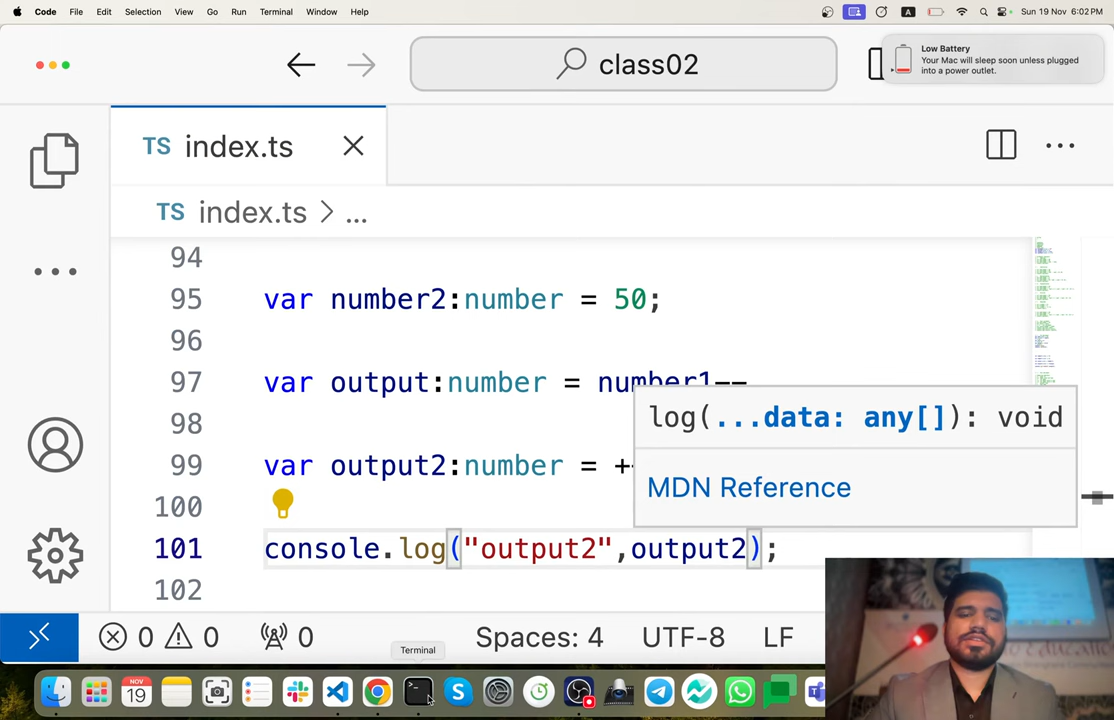 Code File Edit Selection View Go Run Terminal Window Help
A Sun 19 Nov 6:02 PM
class02
Low Battery
Your Mac will sleep soon unless plugged
into a power outlet.
TS index.ts
TS index.ts > ...
94
95 var number2:number = 50;
96
97 var output:number = number1--
98
99 var output2:number = +
100
101 console.log("output2",output2);
102
log(...data: any[]): void
MDN Reference
0 0 0 Spaces: 4 UTF-8 LF
Terminal
NOV
19